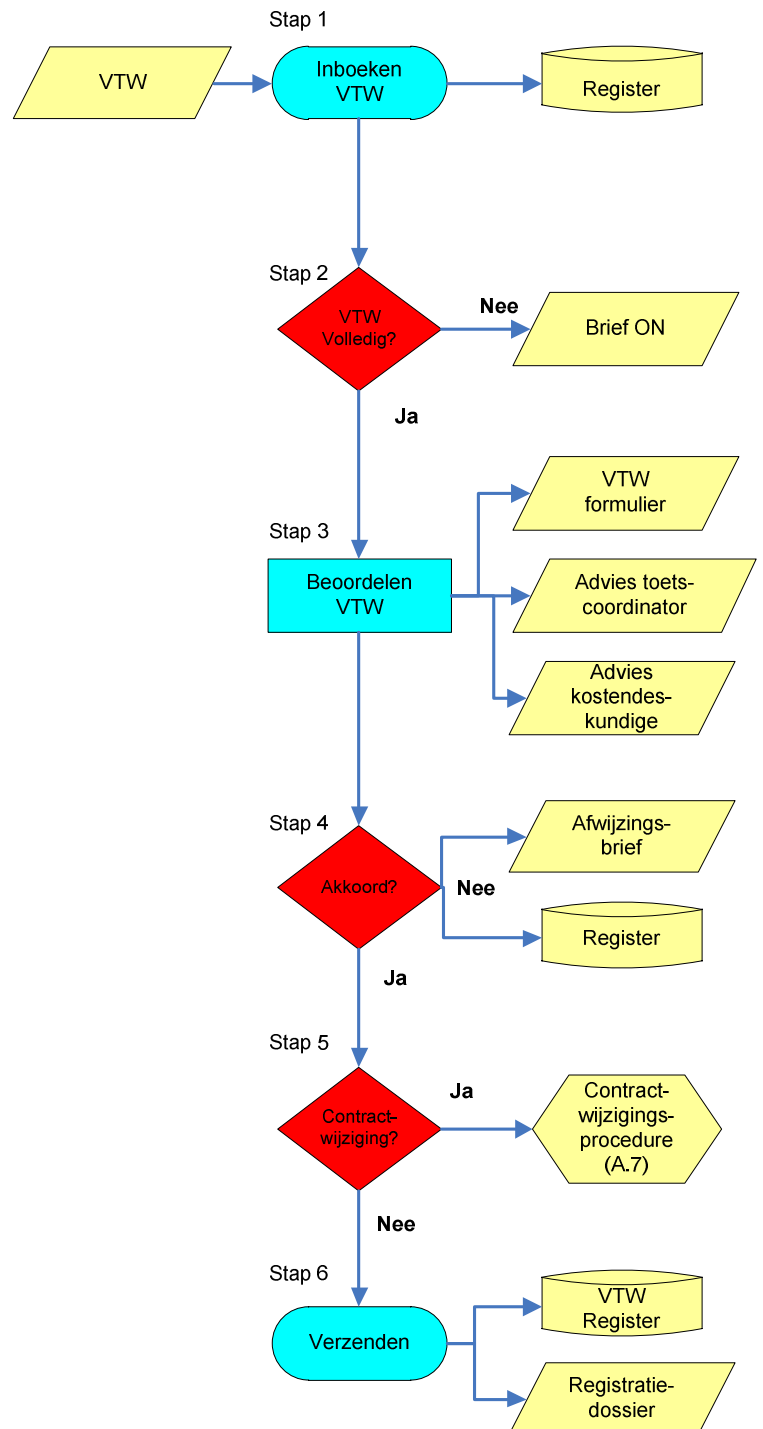 Stap 1
VTW
Inboeken
VTW
Register
Stap 2
VTW
Volledig?
Nee
Brief ON
Ja
VTW
formulier
Stap 3
Beoordelen
VTW
Advies toets-
coordinator
Advies
kostendes-
kundige
Stap 4
Akkoord?
Nee
Afwijzings-
brief
Register
Ja
Stap 5
Contract-
wijziging?
Ja
Contract-
wijzigings-
procedure
(A.7)
Nee
Stap 6
Verzenden
VTW
Register
Registratie-
dossier